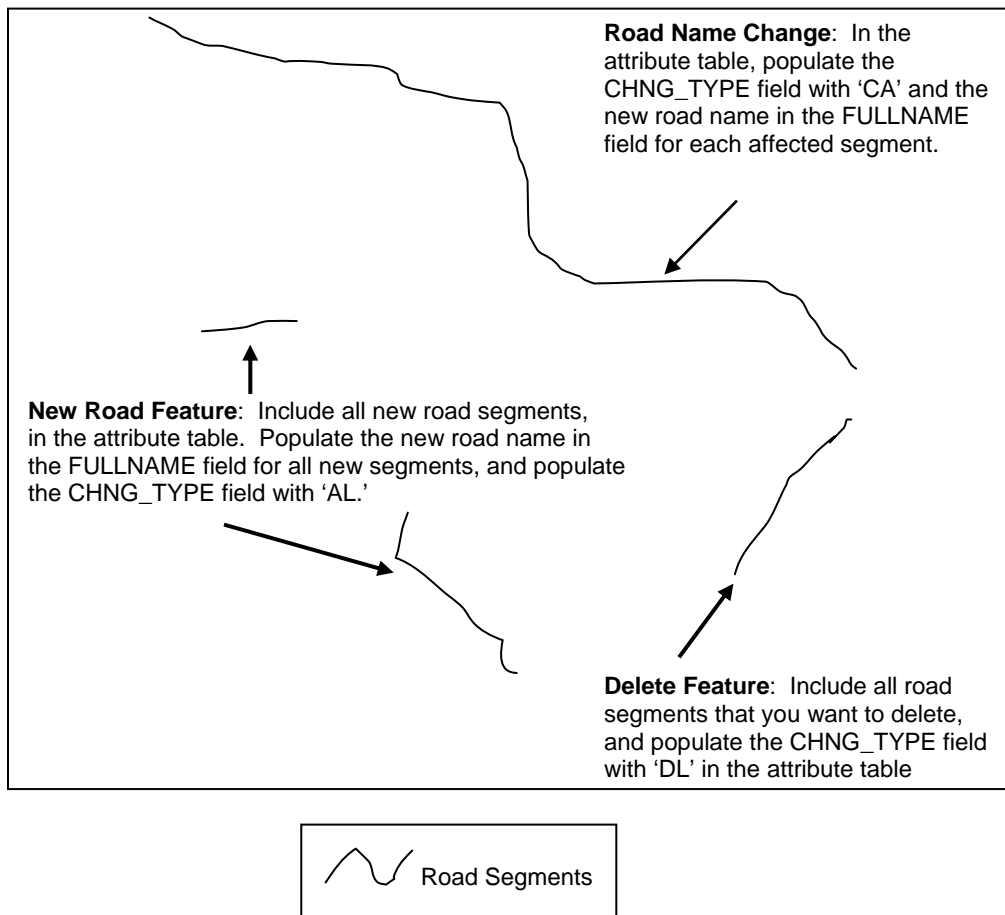 Road Name Change:  In the
attribute table, populate the
CHNG_TYPE field with ‘CA’ and the
new road name in the FULLNAME
field for each affected segment.
New Road Feature:  Include all new road segments,
in the attribute table.  Populate the new road name in
the FULLNAME field for all new segments, and populate
the CHNG_TYPE field with ‘AL.’
Delete Feature:  Include all road
segments that you want to delete,
and populate the CHNG_TYPE field
with ‘DL’ in the attribute table
Road Segments